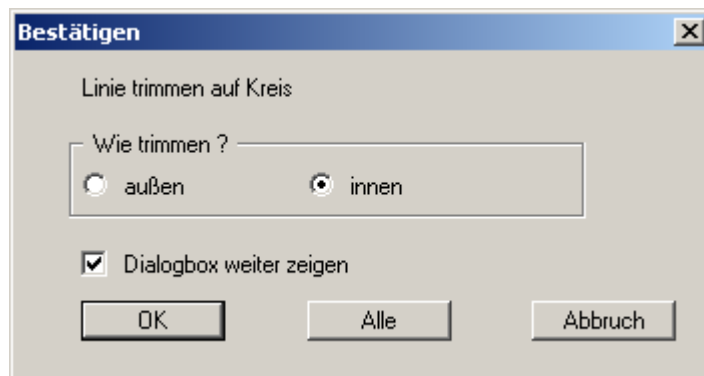 Bestätigen
Linie trimmen auf Kreis
Wie trimmen ?
außen innen
Dialogbox weiter zeigen
OK Alle Abbruch